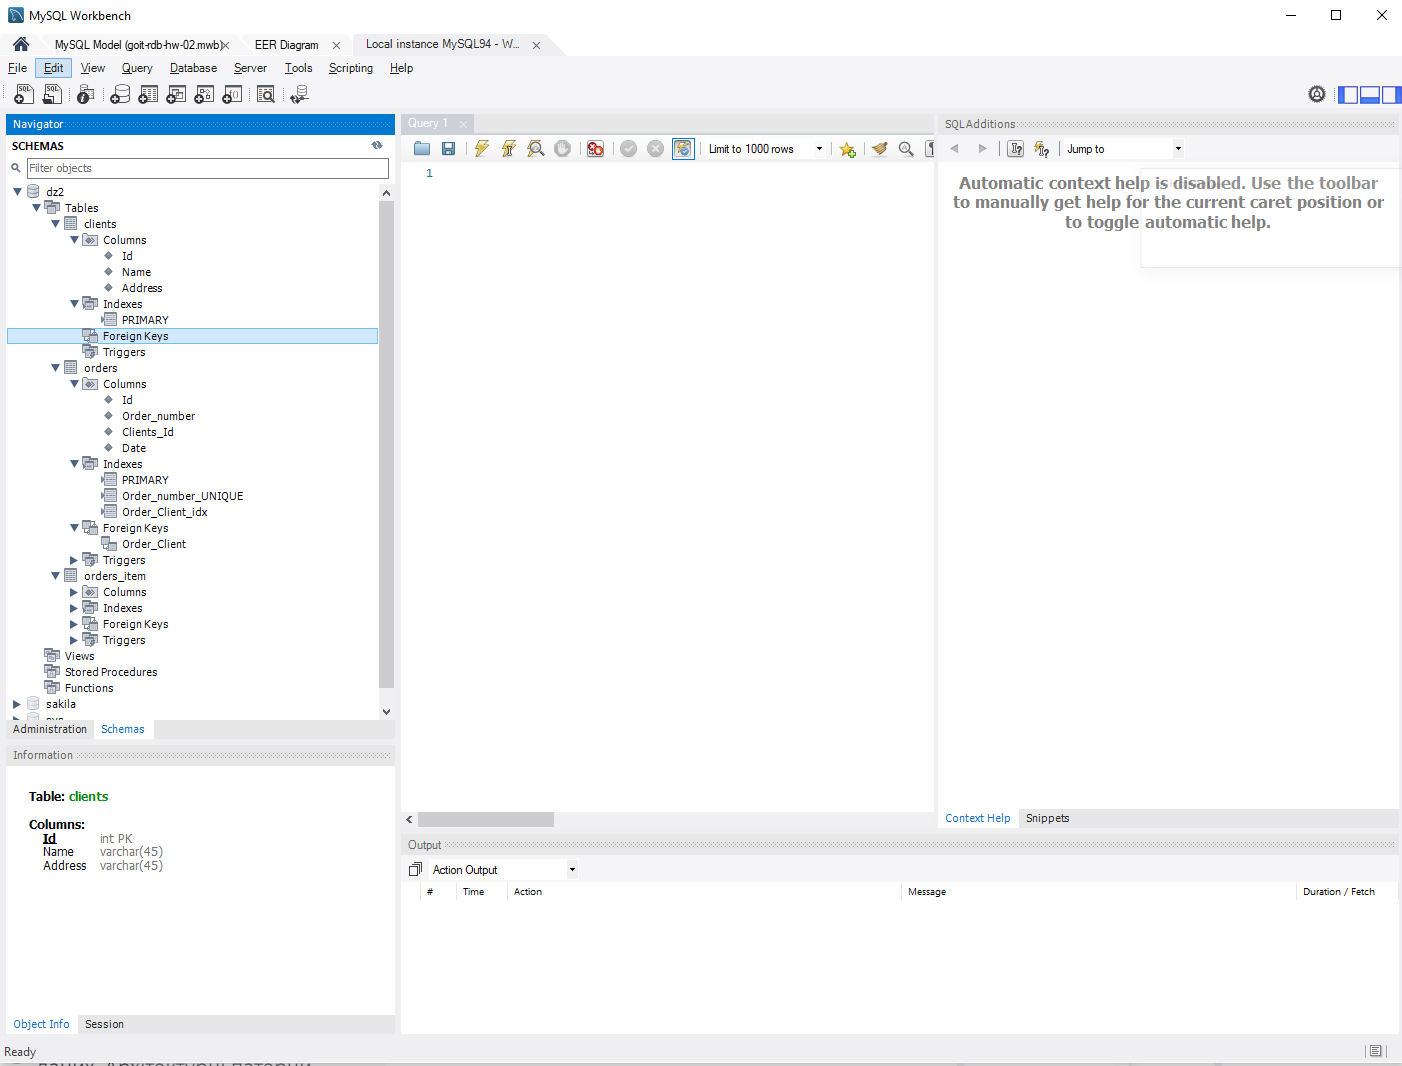 MySQL Workbench
MySQL Model (goit-rdb-hw-02.mwb)
EER Diagram
Local instance MySQL94 - W...
File Edit View Query Database Server Tools Scripting Help
Navigator
SCHEMAS
Filter objects
dz2
Tables
clients
Columns
Id
Name
Address
Indexes
PRIMARY
Foreign Keys
Triggers
orders
Columns
Id
Order_number
Clients_Id
Date
Indexes
PRIMARY
Order_number_UNIQUE
Order_Client_idx
Foreign Keys
Order_Client
Triggers
orders_item
Columns
Indexes
Foreign Keys
Triggers
Views
Stored Procedures
Functions
sakila
Administration Schemas
Information
Table: clients
Columns:
Id int PK
Name varchar(45)
Address varchar(45)
Object Info Session
Ready
Query 1
Limit to 1000 rows
1
SQLAdditions
Jump to
Automatic context help is disabled. Use the toolbar
to manually get help for the current caret position or
to toggle automatic help.
Context Help Snippets
Output
Action Output
# Time Action Message Duration / Fetch